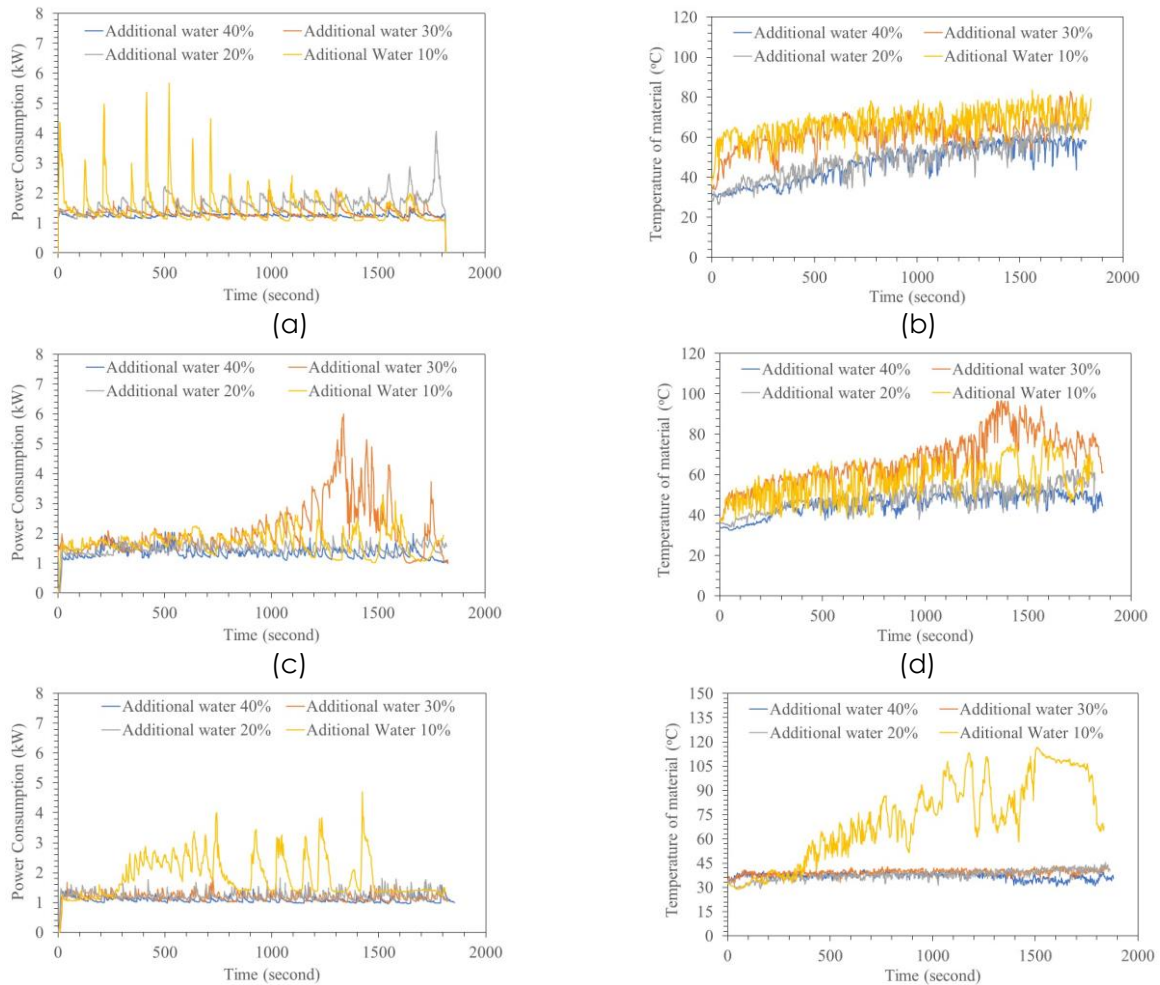 Power Consumption (kW)
8
7
6
5
4
3
2
1
0
Additional water 40%
Additional water 30%
Additional water 20%
Aditional Water 10%
0
500
1000
1500
2000
Time (second)
(a)
Temperature of material (°C)
120
100
80
60
40
20
0
Additional water 40%
Additional water 30%
Additional water 20%
Aditional Water 10%
0
500
1000
1500
2000
Time (second)
(b)
Power Consumption (kW)
8
7
6
5
4
3
2
1
0
Additional water 40%
Additional water 30%
Additional water 20%
Aditional Water 10%
0
500
1000
1500
2000
Time (second)
(c)
Temperature of material (°C)
120
100
80
60
40
20
0
Additional water 40%
Additional water 30%
Additional water 20%
Aditional Water 10%
0
500
1000
1500
2000
Time (second)
(d)
Power Consumption (kW)
8
7
6
5
4
3
2
1
0
Additional water 40%
Additional water 30%
Additional water 20%
Aditional Water 10%
0
500
1000
1500
2000
Time (second)
Temperature of material (°C)
150
135
120
105
90
75
60
45
30
15
0
Additional water 40%
Additional water 30%
Additional water 20%
Aditional Water 10%
0
500
1000
1500
2000
Time (second)